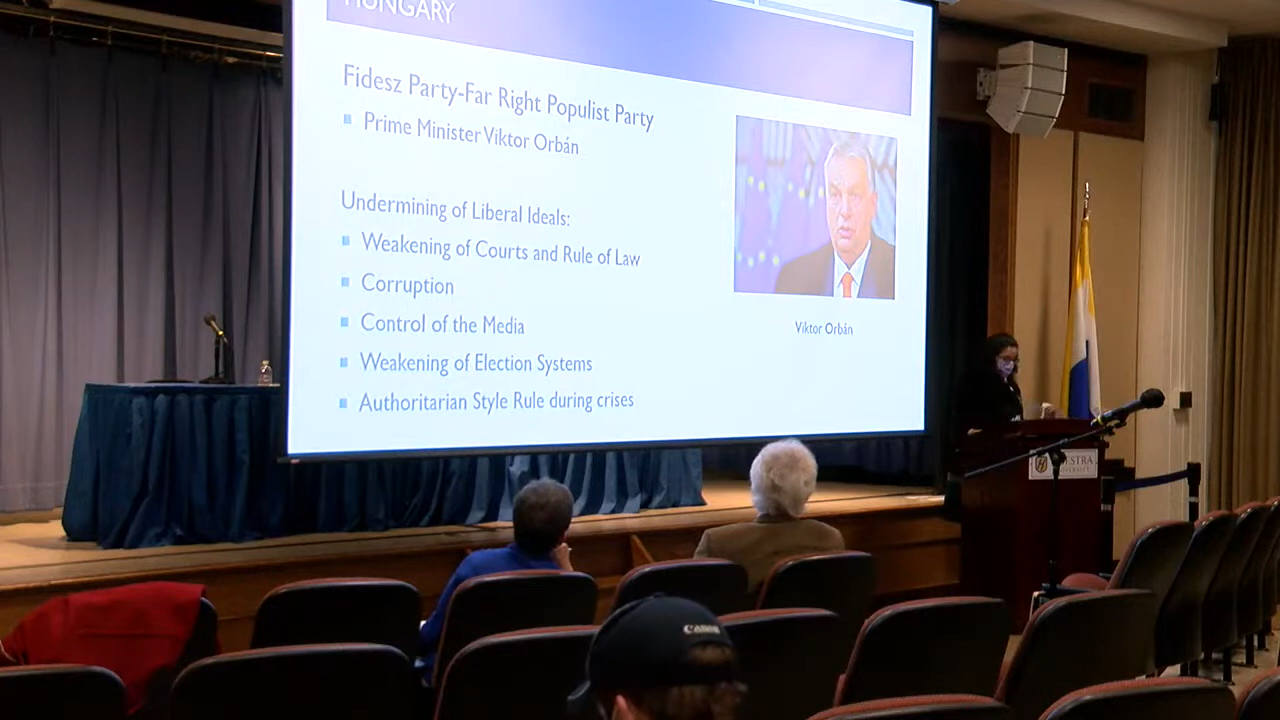 HUNGARY
Fidesz Party-Far Right Populist Party
Prime Minister Viktor Orbán
Undermining of Liberal Ideals:
Weakening of Courts and Rule of Law
Corruption
Control of the Media
Weakening of Election Systems
Authoritarian Style Rule during crises
Viktor Orbán